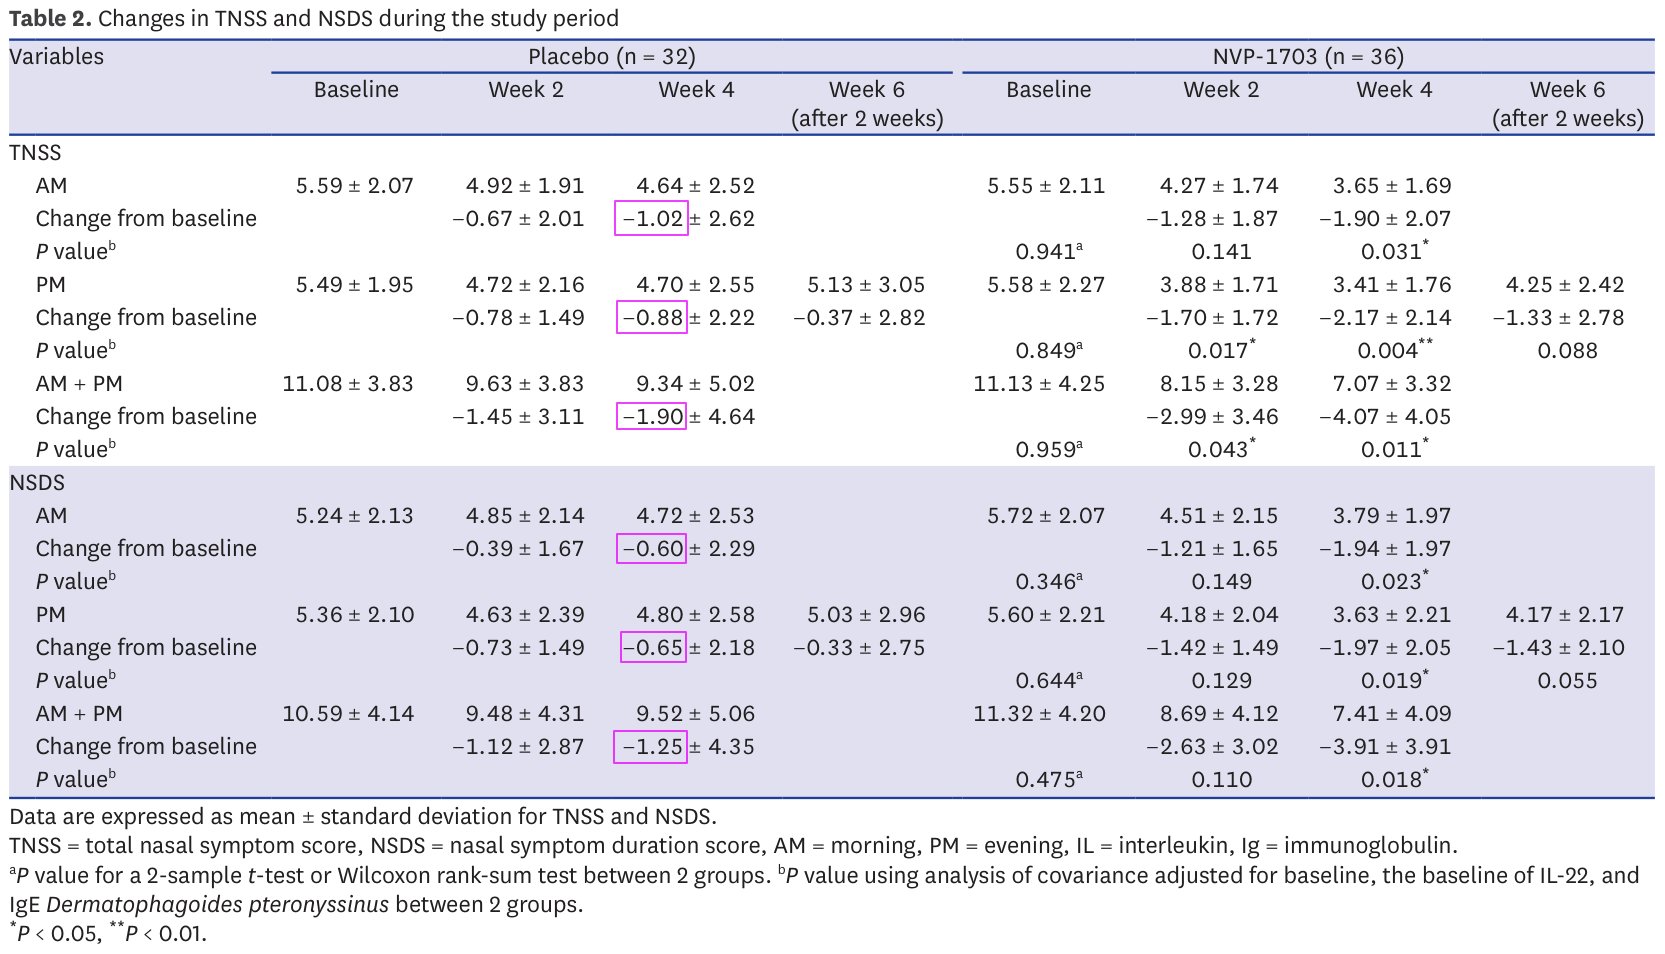 Table 2. Changes in TNSS and NSDS during the study period
Variables Placebo (n = 32) NVP-1703 (n = 36)
Baseline Week 2 Week 4 Week 6 (after 2 weeks) Baseline Week 2 Week 4 Week 6 (after 2 weeks)
TNSS
AM 5.59 ± 2.07 4.92 ± 1.91 4.64 ± 2.52 5.55 ± 2.11 4.27 ± 1.74 3.65 ± 1.69
Change from baseline −0.67 ± 2.01 −1.02 ± 2.62 −1.28 ± 1.87 −1.90 ± 2.07
P valueᵇ 0.941ᵃ 0.141 0.031*
PM 5.49 ± 1.95 4.72 ± 2.16 4.70 ± 2.55 5.13 ± 3.05 5.58 ± 2.27 3.88 ± 1.71 3.41 ± 1.76 4.25 ± 2.42
Change from baseline −0.78 ± 1.49 −0.88 ± 2.22 −0.37 ± 2.82 −1.70 ± 1.72 −2.17 ± 2.14 −1.33 ± 2.78
P valueᵇ 0.849ᵃ 0.017* 0.004** 0.088
AM + PM 11.08 ± 3.83 9.63 ± 3.83 9.34 ± 5.02 11.13 ± 4.25 8.15 ± 3.28 7.07 ± 3.32
Change from baseline −1.45 ± 3.11 −1.90 ± 4.64 −2.99 ± 3.46 −4.07 ± 4.05
P valueᵇ 0.959ᵃ 0.043* 0.011*
NSDS
AM 5.24 ± 2.13 4.85 ± 2.14 4.72 ± 2.53 5.72 ± 2.07 4.51 ± 2.15 3.79 ± 1.97
Change from baseline −0.39 ± 1.67 −0.60 ± 2.29 −1.21 ± 1.65 −1.94 ± 1.97
P valueᵇ 0.346ᵃ 0.149 0.023*
PM 5.36 ± 2.10 4.63 ± 2.39 4.80 ± 2.58 5.03 ± 2.96 5.60 ± 2.21 4.18 ± 2.04 3.63 ± 2.21 4.17 ± 2.17
Change from baseline −0.73 ± 1.49 −0.65 ± 2.18 −0.33 ± 2.75 −1.42 ± 1.49 −1.97 ± 2.05 −1.43 ± 2.10
P valueᵇ 0.644ᵃ 0.129 0.019* 0.055
AM + PM 10.59 ± 4.14 9.48 ± 4.31 9.52 ± 5.06 11.32 ± 4.20 8.69 ± 4.12 7.41 ± 4.09
Change from baseline −1.12 ± 2.87 −1.25 ± 4.35 −2.63 ± 3.02 −3.91 ± 3.91
P valueᵇ 0.475ᵃ 0.110 0.018*
Data are expressed as mean ± standard deviation for TNSS and NSDS.
TNSS = total nasal symptom score, NSDS = nasal symptom duration score, AM = morning, PM = evening, IL = interleukin, Ig = immunoglobulin.
ᵃP value for a 2-sample t-test or Wilcoxon rank-sum test between 2 groups. ᵇP value using analysis of covariance adjusted for baseline, the baseline of IL-22, and
IgE Dermatophagoides pteronyssinus between 2 groups.
*P < 0.05, **P < 0.01.